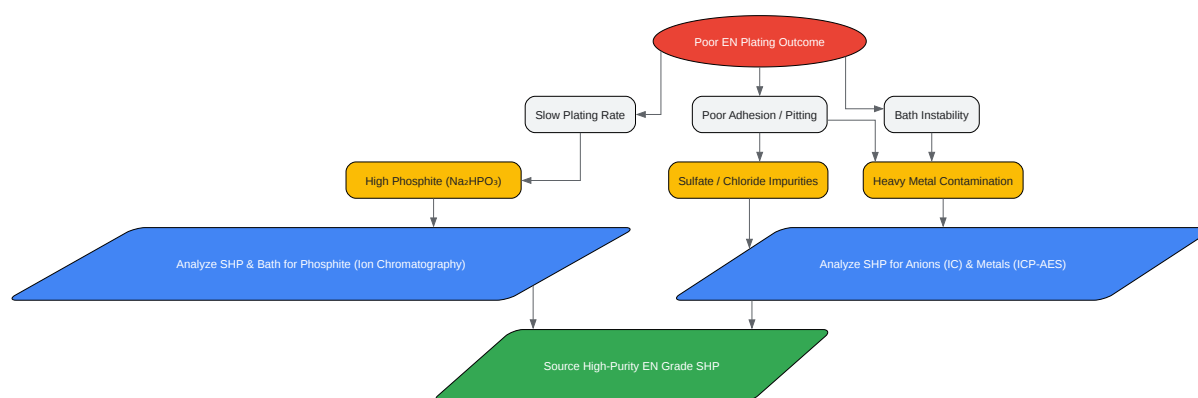 Poor EN Plating Outcome
Slow Plating Rate
Poor Adhesion / Pitting
Bath Instability
High Phosphite (Na₂HPO₃)
Sulfate / Chloride Impurities
Heavy Metal Contamination
Analyze SHP & Bath for Phosphite (Ion Chromatography)
Analyze SHP for Anions (IC) & Metals (ICP-AES)
Source High-Purity EN Grade SHP